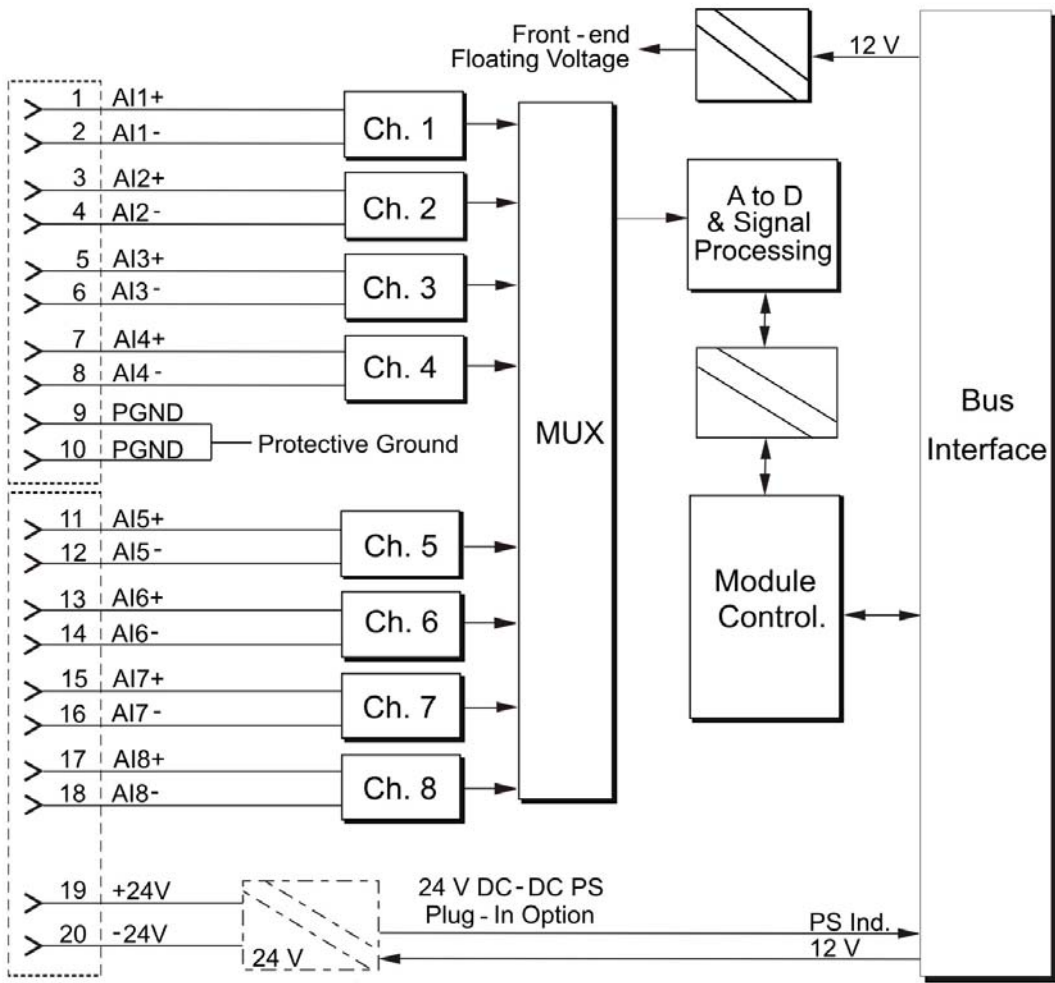 Front - end
Floating Voltage
12 V
1 AI1+
2 AI1-
Ch. 1
3 AI2+
4 AI2-
Ch. 2
5 AI3+
6 AI3-
Ch. 3
7 AI4+
8 AI4-
Ch. 4
9 PGND
10 PGND
Protective Ground
MUX
A to D
& Signal
Processing
Bus
Interface
11 AI5+
12 AI5-
Ch. 5
13 AI6+
14 AI6-
Ch. 6
15 AI7+
16 AI7-
Ch. 7
17 AI8+
18 AI8-
Ch. 8
Module
Control.
19 +24V
20 -24V
24 V
24 V DC-DC PS
Plug - In Option
PS Ind.
12 V